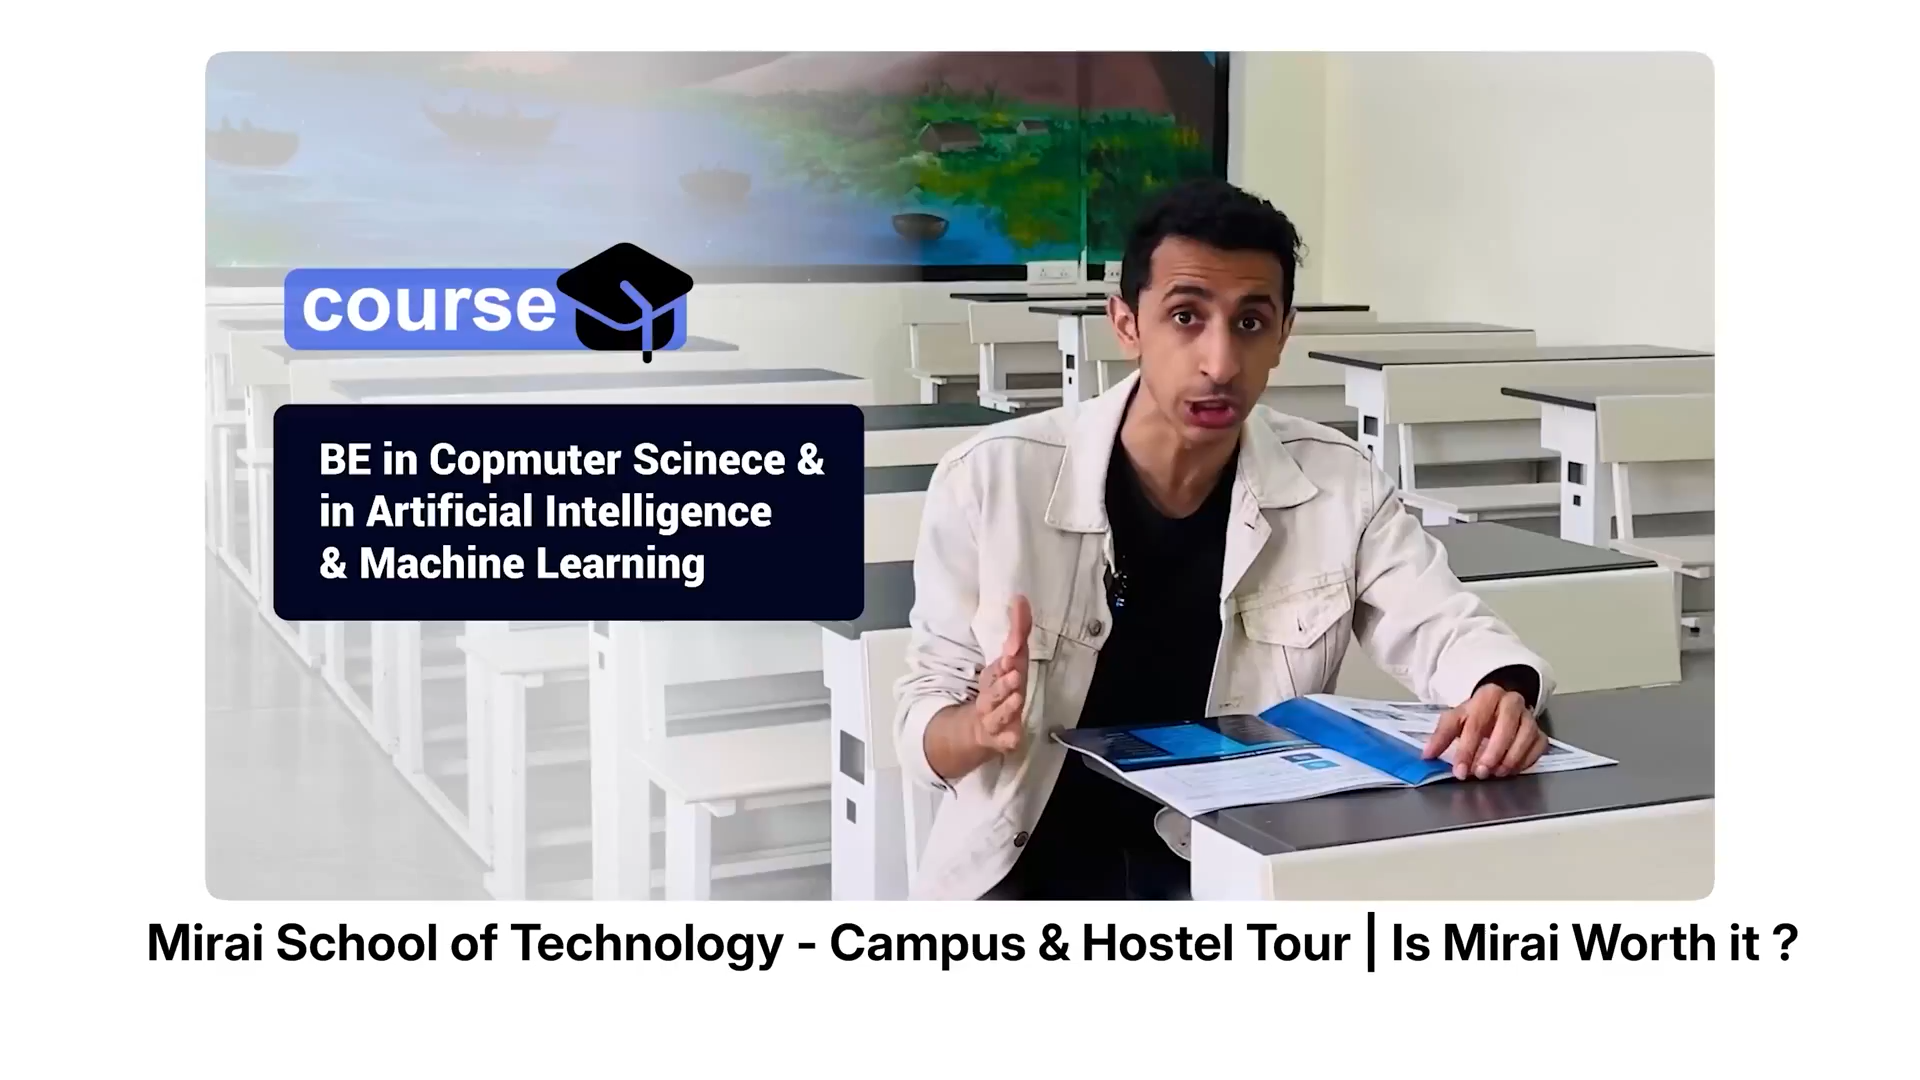 course
BE in Copmuter Scinece &
in Artificial Intelligence
& Machine Learning
Mirai School of Technology - Campus & Hostel Tour | Is Mirai Worth it ?